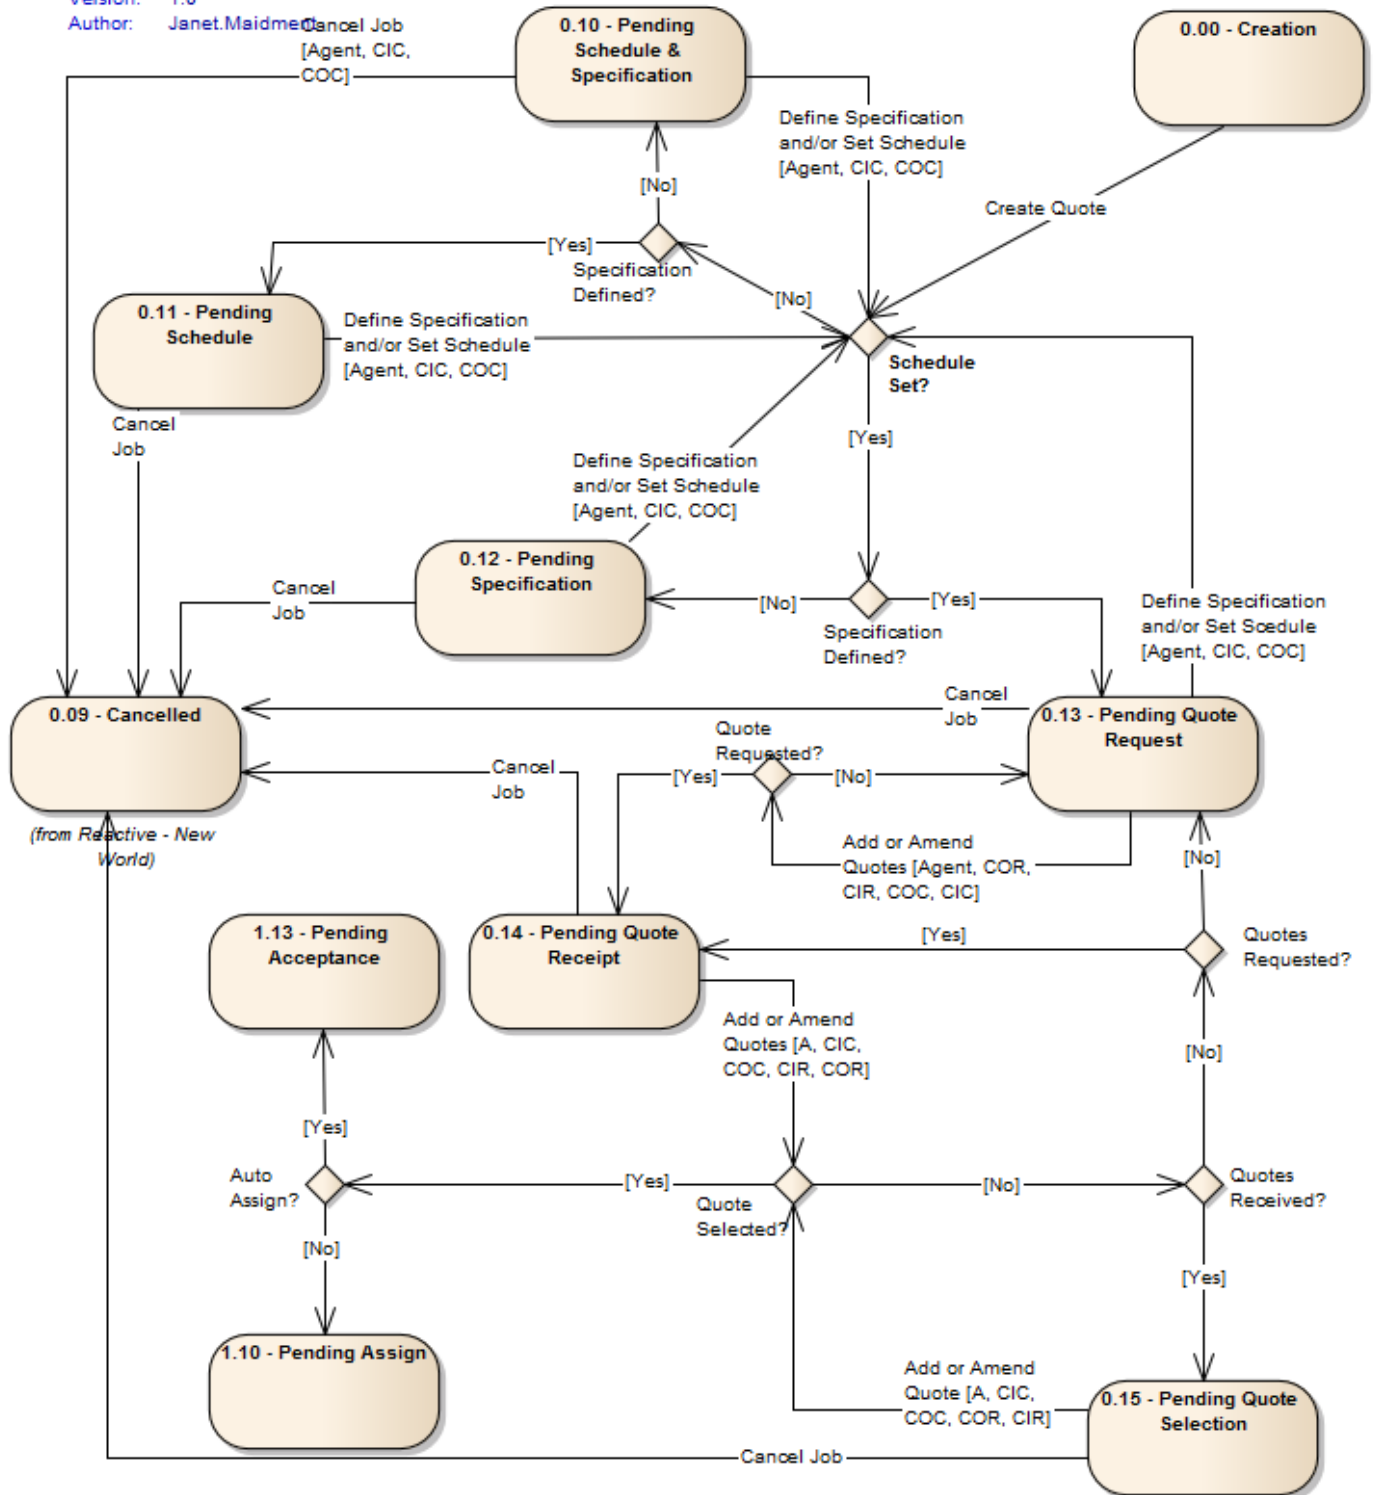 Version: 1.0
Author: Janet.Maidment
Cancel Job
[Agent, CIC,
COC]
0.10 - Pending
Schedule &
Specification
0.00 - Creation
Define Specification
and/or Set Schedule
[Agent, CIC, COC]
[No]
Create Quote
[Yes]
Specification
Defined?
[No]
0.11 - Pending
Schedule
Define Specification
and/or Set Schedule
[Agent, CIC, COC]
Schedule
Set?
Cancel
Job
[Yes]
Define Specification
and/or Set Schedule
[Agent, CIC, COC]
0.12 - Pending
Specification
Cancel
Job
[No]
[Yes]
Specification
Defined?
Define Specification
and/or Set Scedule
[Agent, CIC, COC]
0.09 - Cancelled
Cancel
Job
0.13 - Pending Quote
Request
Quote
Requested?
[Yes]
[No]
Cancel
Job
(from Reactive - New
World)
Add or Amend
Quotes [Agent, COR,
CIR, COC, CIC]
[No]
1.13 - Pending
Acceptance
0.14 - Pending Quote
Receipt
[Yes]
Quotes
Requested?
Add or Amend
Quotes [A, CIC,
COC, CIR, COR]
[No]
[Yes]
Auto
Assign?
[Yes]
Quote
Selected?
[No]
Quotes
Received?
[No]
[Yes]
1.10 - Pending Assign
Add or Amend
Quote [A, CIC,
COC, COR, CIR]
0.15 - Pending Quote
Selection
Cancel Job